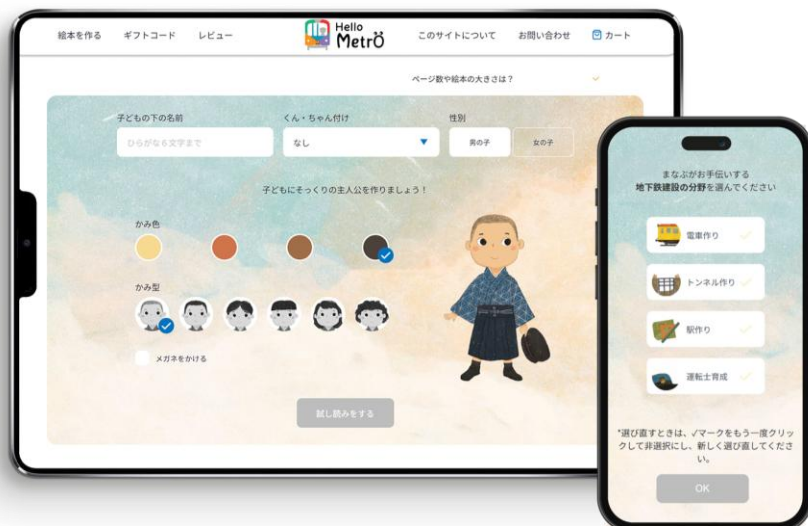 絵本を作る ギフトコード レビュー Hello Metro このサイトについて お問い合わせ カート
ページ数や絵本の大きさは？
子どもの下の名前 くん・ちゃん付け 性別
ひらがな6文字まで なし 男の子 女の子
子どもにそっくりの主人公を作りましょう！
かみ色
かみ型
メガネをかける
試し読みをする
まなぶがお手伝いする
地下鉄建設の分野を選んでください
電車作り
トンネル作り
駅作り
運転士育成
*選び直すときは、✓マークをもう一度クリッ
クして非選択にし、新しく選び直してくださ
い。
OK